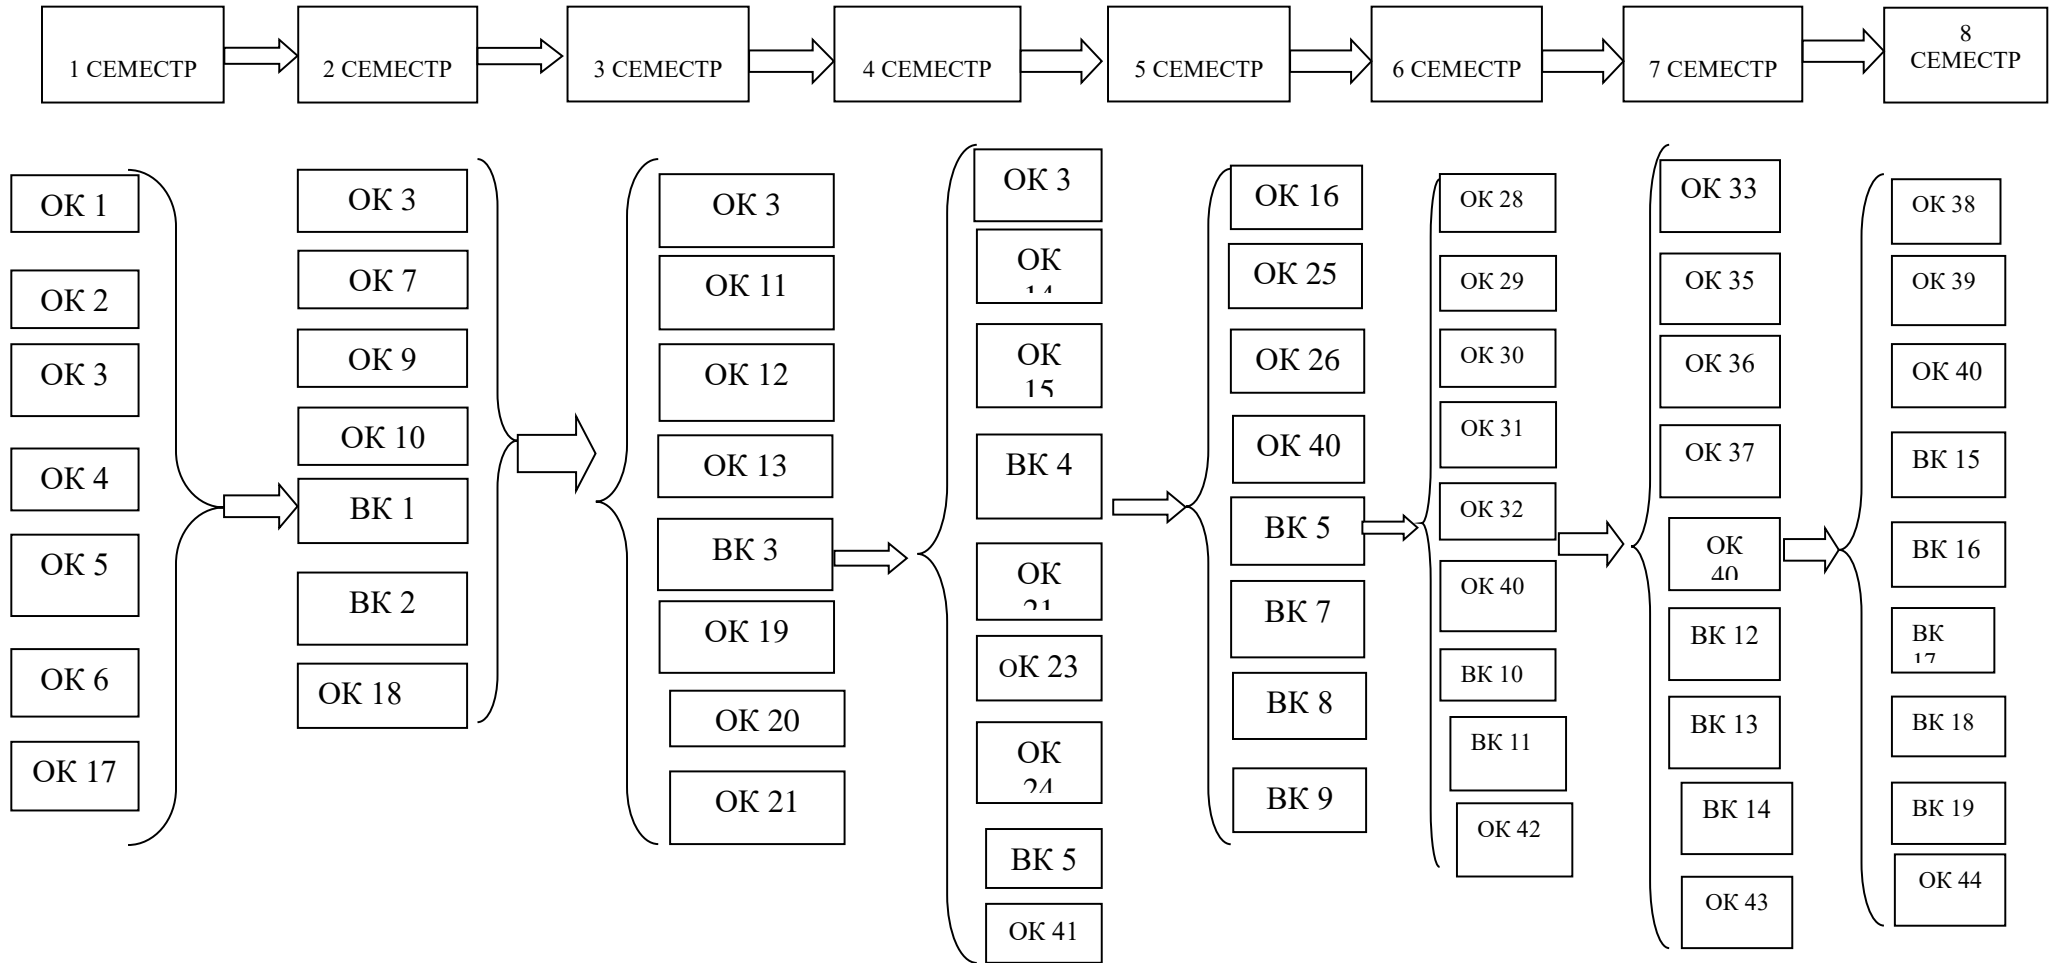 1 СЕМЕСТР
2 СЕМЕСТР
3 СЕМЕСТР
4 СЕМЕСТР
5 СЕМЕСТР
6 СЕМЕСТР
7 СЕМЕСТР
8
СЕМЕСТР
ОК 1
ОК 2
ОК 3
ОК 4
ОК 5
ОК 6
ОК 17
ОК 3
ОК 7
ОК 9
ОК 10
ВК 1
ВК 2
ОК 18
ОК 3
ОК 11
ОК 12
ОК 13
ВК 3
ОК 19
ОК 20
ОК 21
ОК 3
ОК
14
ОК
15
ВК 4
ОК
21
оК 23
ОК
24
ВК 5
ОК 41
ОК 16
ОК 25
ОК 26
ОК 40
ВК 5
ВК 7
ВК 8
ВК 9
ОК 28
ОК 29
ОК 30
ОК 31
ОК 32
ОК 40
ВК 10
ВК 11
ОК 42
ОК 33
ОК 35
ОК 36
ОК 37
ОК
40
ВК 12
ВК 13
ВК 14
ОК 43
ОК 38
ОК 39
ОК 40
ВК 15
ВК 16
ВК
17
ВК 18
ВК 19
ОК 44